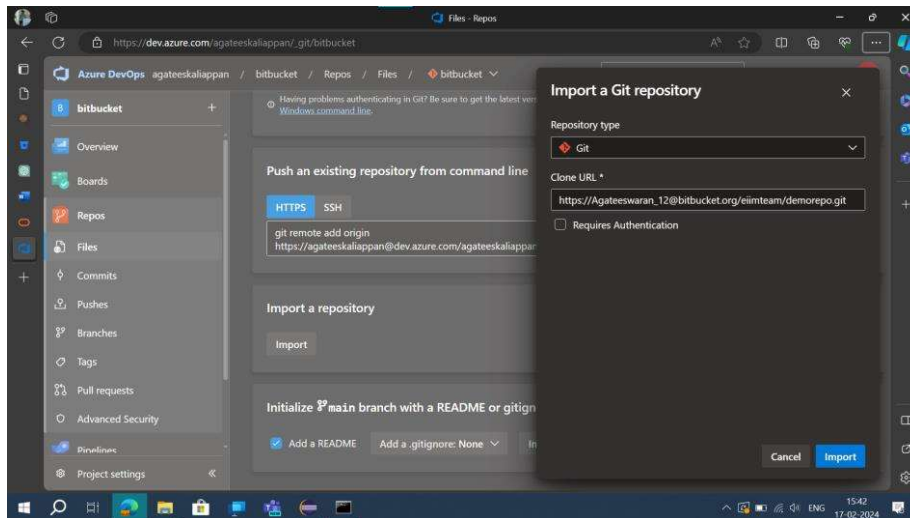 Files - Repos
https://dev.azure.com/agateeskaliappan/_git/bitbucket
Azure DevOps agateeskaliappan / bitbucket / Repos / Files / bitbucket
B bitbucket +
Overview
Boards
Repos
Files
Commits
Pushes
Branches
Tags
Pull requests
Advanced Security
Pipelines
Project settings
Having problems authenticating in Git? Be sure to get the latest
Windows command line.
Push an existing repository from command line
HTTPS SSH
git remote add origin
https://agateeskaliappan@dev.azure.com/agateeskaliappan
Import a repository
Import
Initialize main branch with a README or gitign
Add a README Add a .gitignore: None In
Import a Git repository
Repository type
Git
Clone URL *
https://Agateeswaran_12@bitbucket.org/eiimteam/demorepo.git
Requires Authentication
Cancel Import
ENG
15:42
17-02-2024